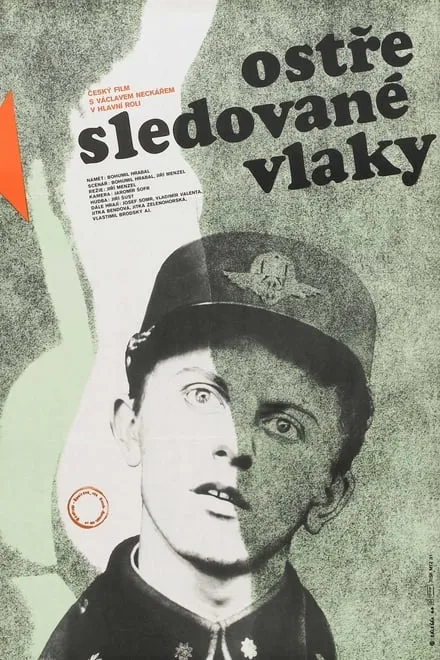 ostře
sledované
vlaky
ČESKÝ FILM
S VÁCLAVEM NECKÁŘEM
V HLAVNÍ ROLI
NÁMĚT: BOHUMIL HRABAL
SCÉNÁŘ: BOHUMIL HRABAL, JIŘÍ MENZEL
REŽIE: JIŘÍ MENZEL
KAMERA: JAROMÍR ŠOFR
HUDBA: JIŘÍ ŠUST
DÁLE HRAJÍ: JOSEF SOMR, VLADIMÍR VALENTA,
JITKA BENDOVÁ, JITKA ZELENOHORSKÁ,
VLASTIMIL BRODSKÝ AJ.